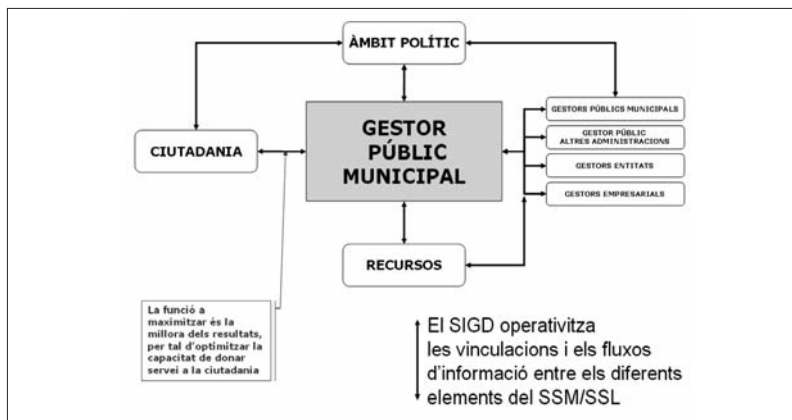 ÀMBIT POLÍTIC
GESTOR
PÚBLIC
MUNICIPAL
CIUTADANIA
GESTORS PÚBLICS MUNICIPALS
GESTOR PÚBLIC
ALTRES ADMINISTRACIONS
GESTORS ENTITATS
GESTORS EMPRESARIALS
RECURSOS
La funció a
maximitzar és la
millora dels resultats,
per tal d'optimitzar la
capacitat de donar
servei a la ciutadania
El SIGD operativitza
les vinculacions i els fluxos
d'informació entre els diferents
elements del SSM/SSL